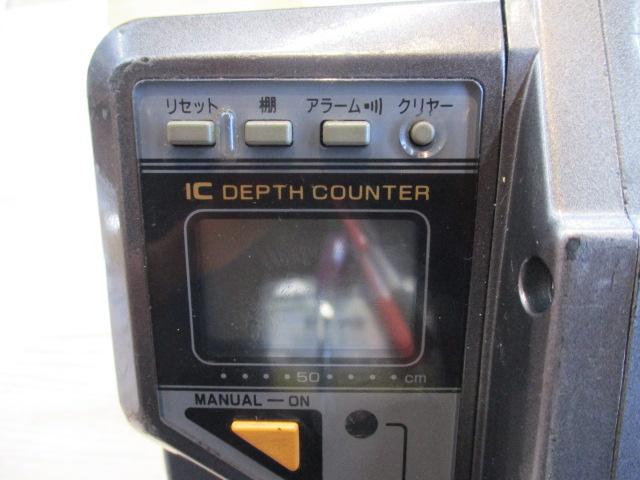 リセット 棚 アラーム クリヤー
IC DEPTH COUNTER
50 cm
MANUAL — ON